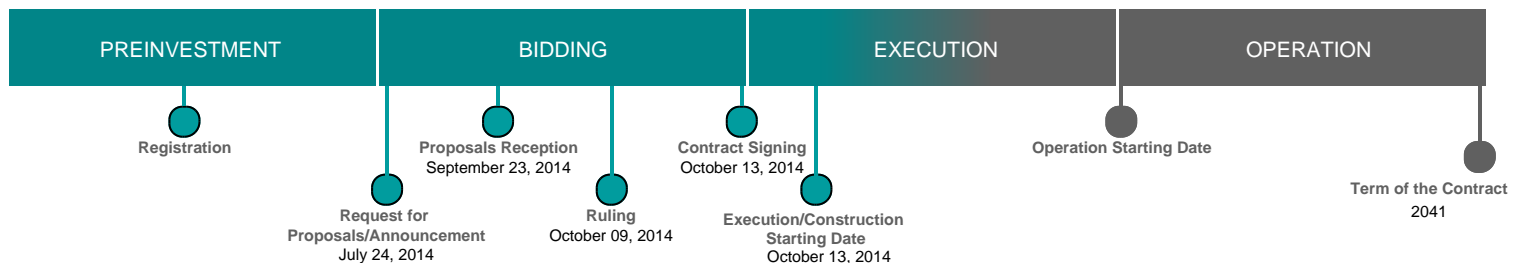 PREINVESTMENT
BIDDING
EXECUTION
OPERATION
Registration
Request for
Proposals/Announcement
July 24, 2014
Proposals Reception
September 23, 2014
Ruling
October 09, 2014
Contract Signing
October 13, 2014
Execution/Construction
Starting Date
October 13, 2014
Operation Starting Date
Term of the Contract
2041